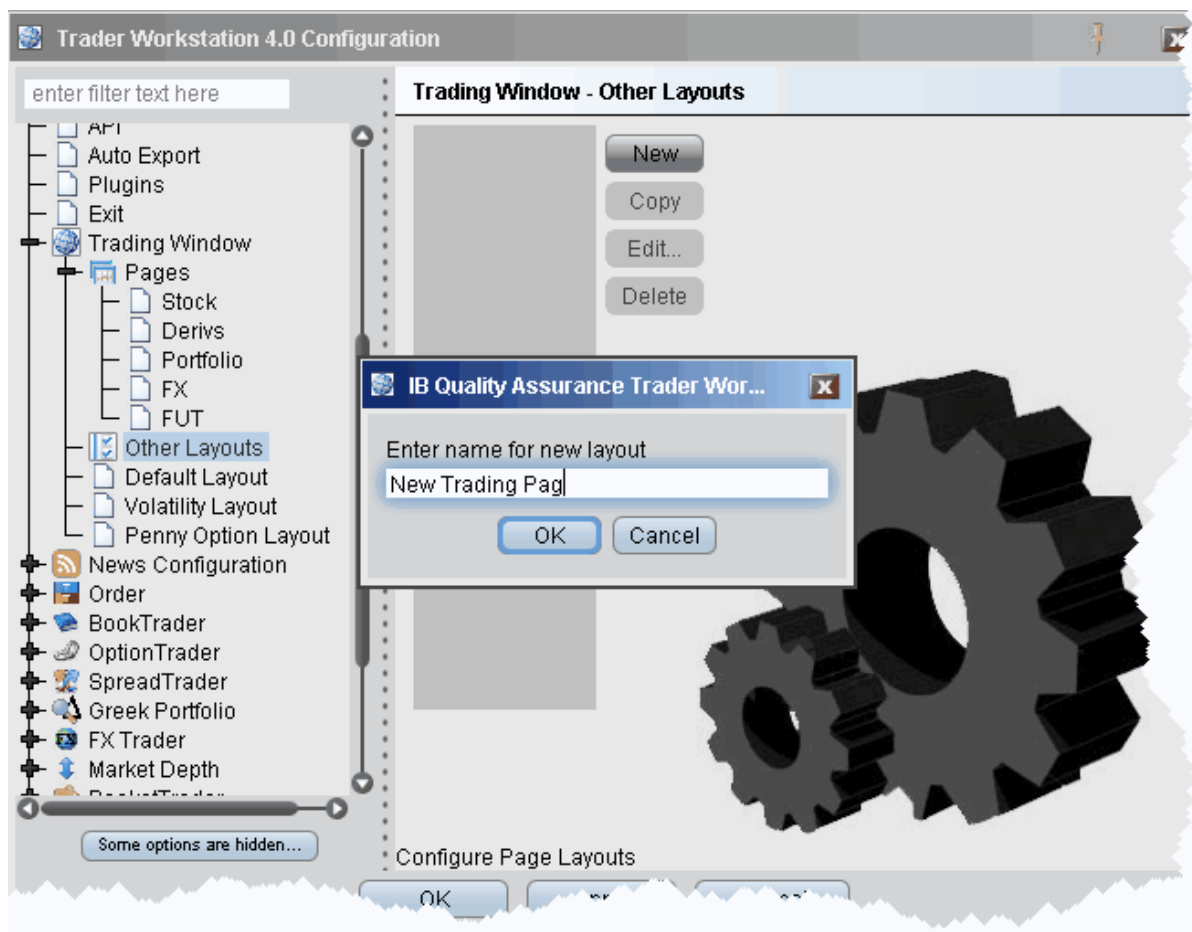 Trader Workstation 4.0 Configuration
enter filter text here
API
Auto Export
Plugins
Exit
Trading Window
Pages
Stock
Derivs
Portfolio
FX
FUT
Other Layouts
Default Layout
Volatility Layout
Penny Option Layout
News Configuration
Order
BookTrader
OptionTrader
SpreadTrader
Greek Portfolio
FX Trader
Market Depth
Some options are hidden...
Trading Window - Other Layouts
New
Copy
Edit...
Delete
IB Quality Assurance Trader Wor...
Enter name for new layout
New Trading Pag
OK
Cancel
Configure Page Layouts
OK